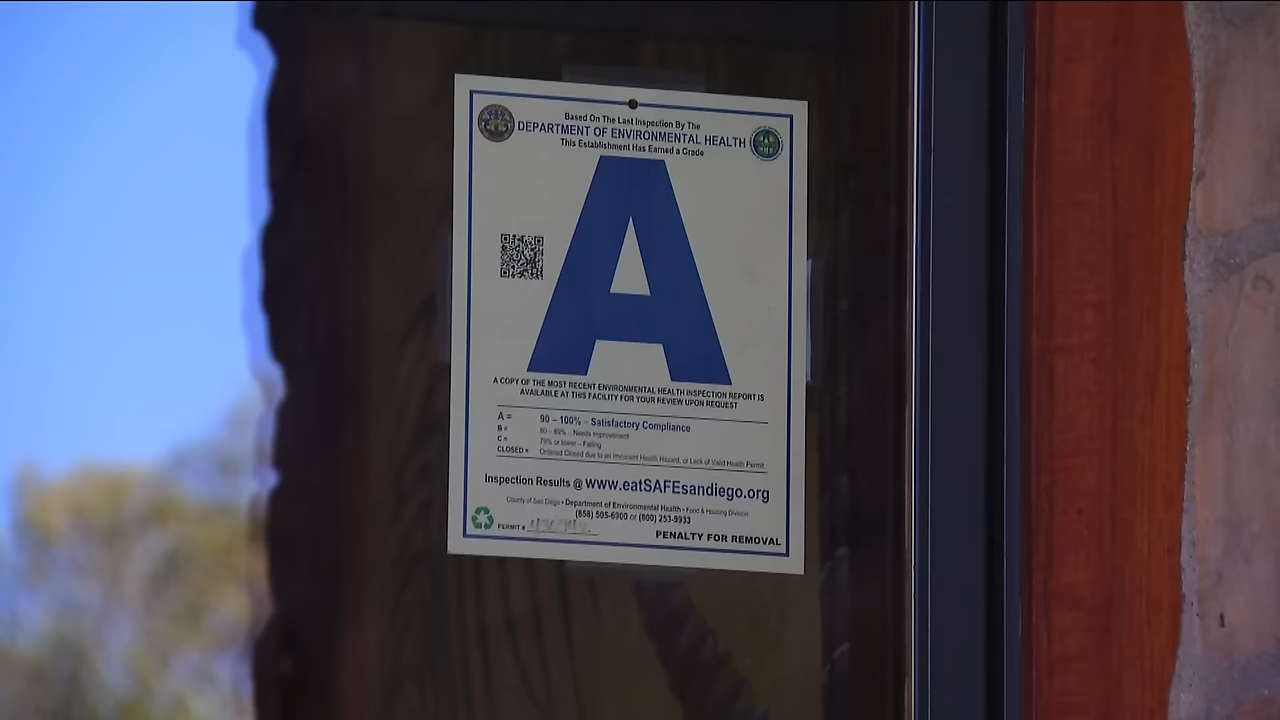 Based On The Last Inspection By The
DEPARTMENT OF ENVIRONMENTAL HEALTH
This Establishment Has Earned a Grade
A
A COPY OF THE MOST RECENT ENVIRONMENTAL HEALTH INSPECTION REPORT IS
AVAILABLE AT THIS FACILITY FOR YOUR REVIEW UPON REQUEST
A = 90 – 100% – Satisfactory Compliance
B = 80 – 89% – Needs Improvement
C = 79% or lower – Failing
CLOSED = Ordered Closed due to an Imminent Health Hazard, or Lack of Valid Health Permit
Inspection Results @ www.eatSAFEsandiego.org
County of San Diego • Department of Environmental Health • Food & Housing Division
(858) 505-6900 or (800) 253-9933
PERMIT #
PENALTY FOR REMOVAL